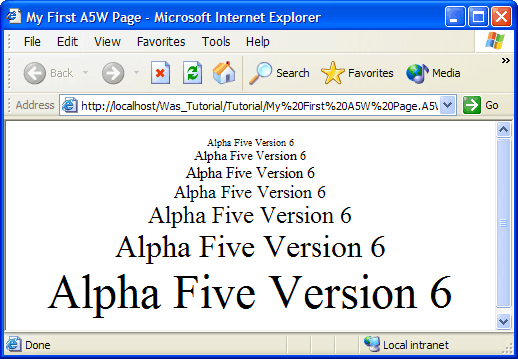 My First A5W Page - Microsoft Internet Explorer
File Edit View Favorites Tools Help
Back Search Favorites Media
Address http://localhost/Was_Tutorial/Tutorial/My%20First%20A5W%20Page.A5W Go
Alpha Five Version 6
Alpha Five Version 6
Alpha Five Version 6
Alpha Five Version 6
Alpha Five Version 6
Alpha Five Version 6
Alpha Five Version 6
Done Local intranet